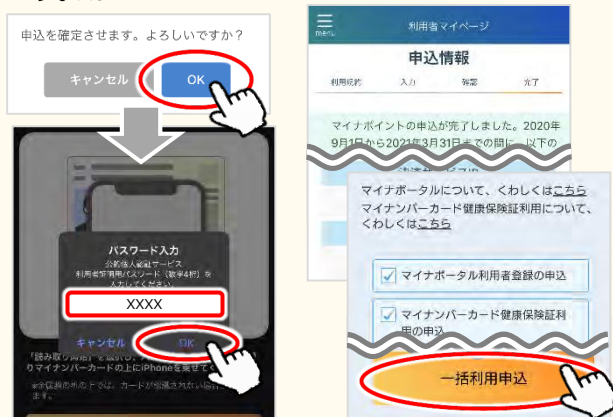 申込を確定させます。よろしいですか？
キャンセル
OK
パスワード入力
公的個人認証サービス
利用者証明用パスワード（数字4桁）を
入力してください。
XXXX
キャンセル
OK
りマイナンバーカードの上にiPhoneを乗せてく
menu
利用者マイページ
申込情報
利用規約
入力
確認
完了
マイナポイントの申込が完了しました。2020年
9月1日から2021年3月31日までの間に、以下の
マイナポータルについて、くわしくはこちら
マイナンバーカード健康保険証利用について、
くわしくはこちら
マイナポータル利用者登録の申込
マイナンバーカード健康保険証利
用の申込
一括利用申込